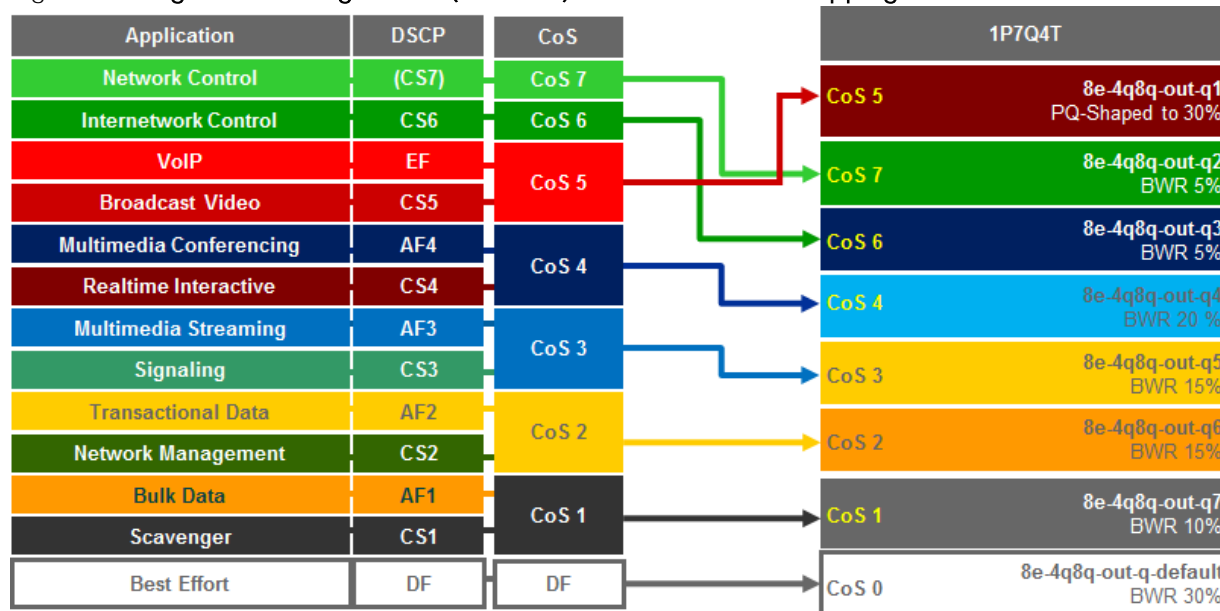 Application DSCP CoS
Network Control (CS7) CoS 7
Internetwork Control CS6 CoS 6
VoIP EF
CoS 5
Broadcast Video CS5
Multimedia Conferencing AF4
CoS 4
Realtime Interactive CS4
Multimedia Streaming AF3
CoS 3
Signaling CS3
Transactional Data AF2
CoS 2
Network Management CS2
Bulk Data AF1
CoS 1
Scavenger CS1
Best Effort DF DF
1P7Q4T
CoS 5 8e-4q8q-out-q1
PQ-Shaped to 30%
CoS 7 8e-4q8q-out-q2
BWR 5%
CoS 6 8e-4q8q-out-q3
BWR 5%
CoS 4 8e-4q8q-out-q4
BWR 20 %
CoS 3 8e-4q8q-out-q5
BWR 15%
CoS 2 8e-4q8q-out-q6
BWR 15%
CoS 1 8e-4q8q-out-q7
BWR 10%
CoS 0 8e-4q8q-out-q-default
BWR 30%